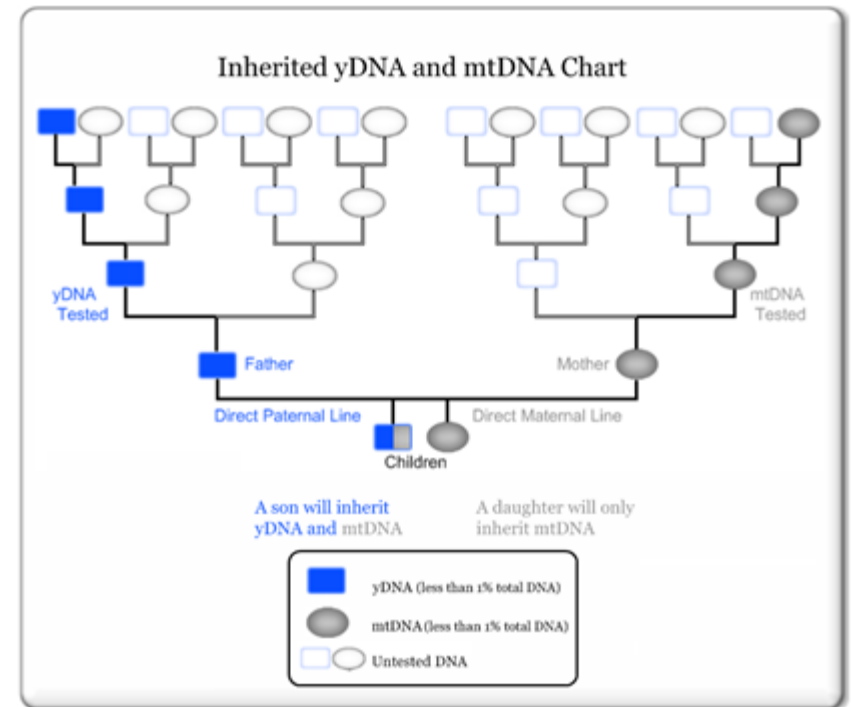 Inherited yDNA and mtDNA Chart
yDNA
Tested
mtDNA
Tested
Father
Mother
Direct Paternal Line
Direct Maternal Line
Children
A son will inherit
yDNA and mtDNA
A daughter will only
inherit mtDNA
yDNA (less than 1% total DNA)
mtDNA(less than 1% total DNA)
Untested DNA